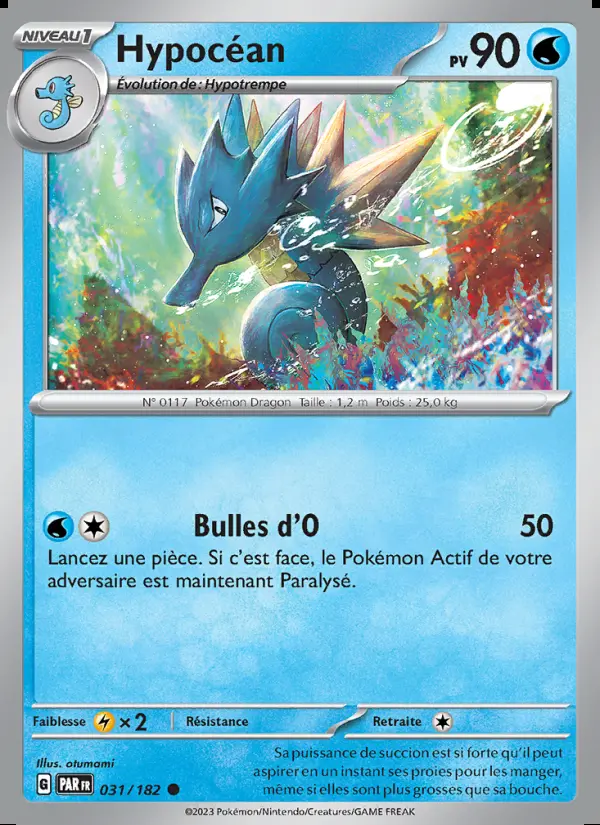 NIVEAU 1
Hypocéan
PV 90
Évolution de : Hypotrempe
N° 0117 Pokémon Dragon Taille : 1,2 m Poids : 25,0 kg
Bulles d'O 50
Lancez une pièce. Si c'est face, le Pokémon Actif de votre
adversaire est maintenant Paralysé.
Faiblesse ×2 Résistance Retraite
Illus. otumami
Sa puissance de succion est si forte qu'il peut
aspirer en un instant ses proies pour les manger,
même si elles sont plus grosses que sa bouche.
G PAR FR 031/182
©2023 Pokémon/Nintendo/Creatures/GAME FREAK